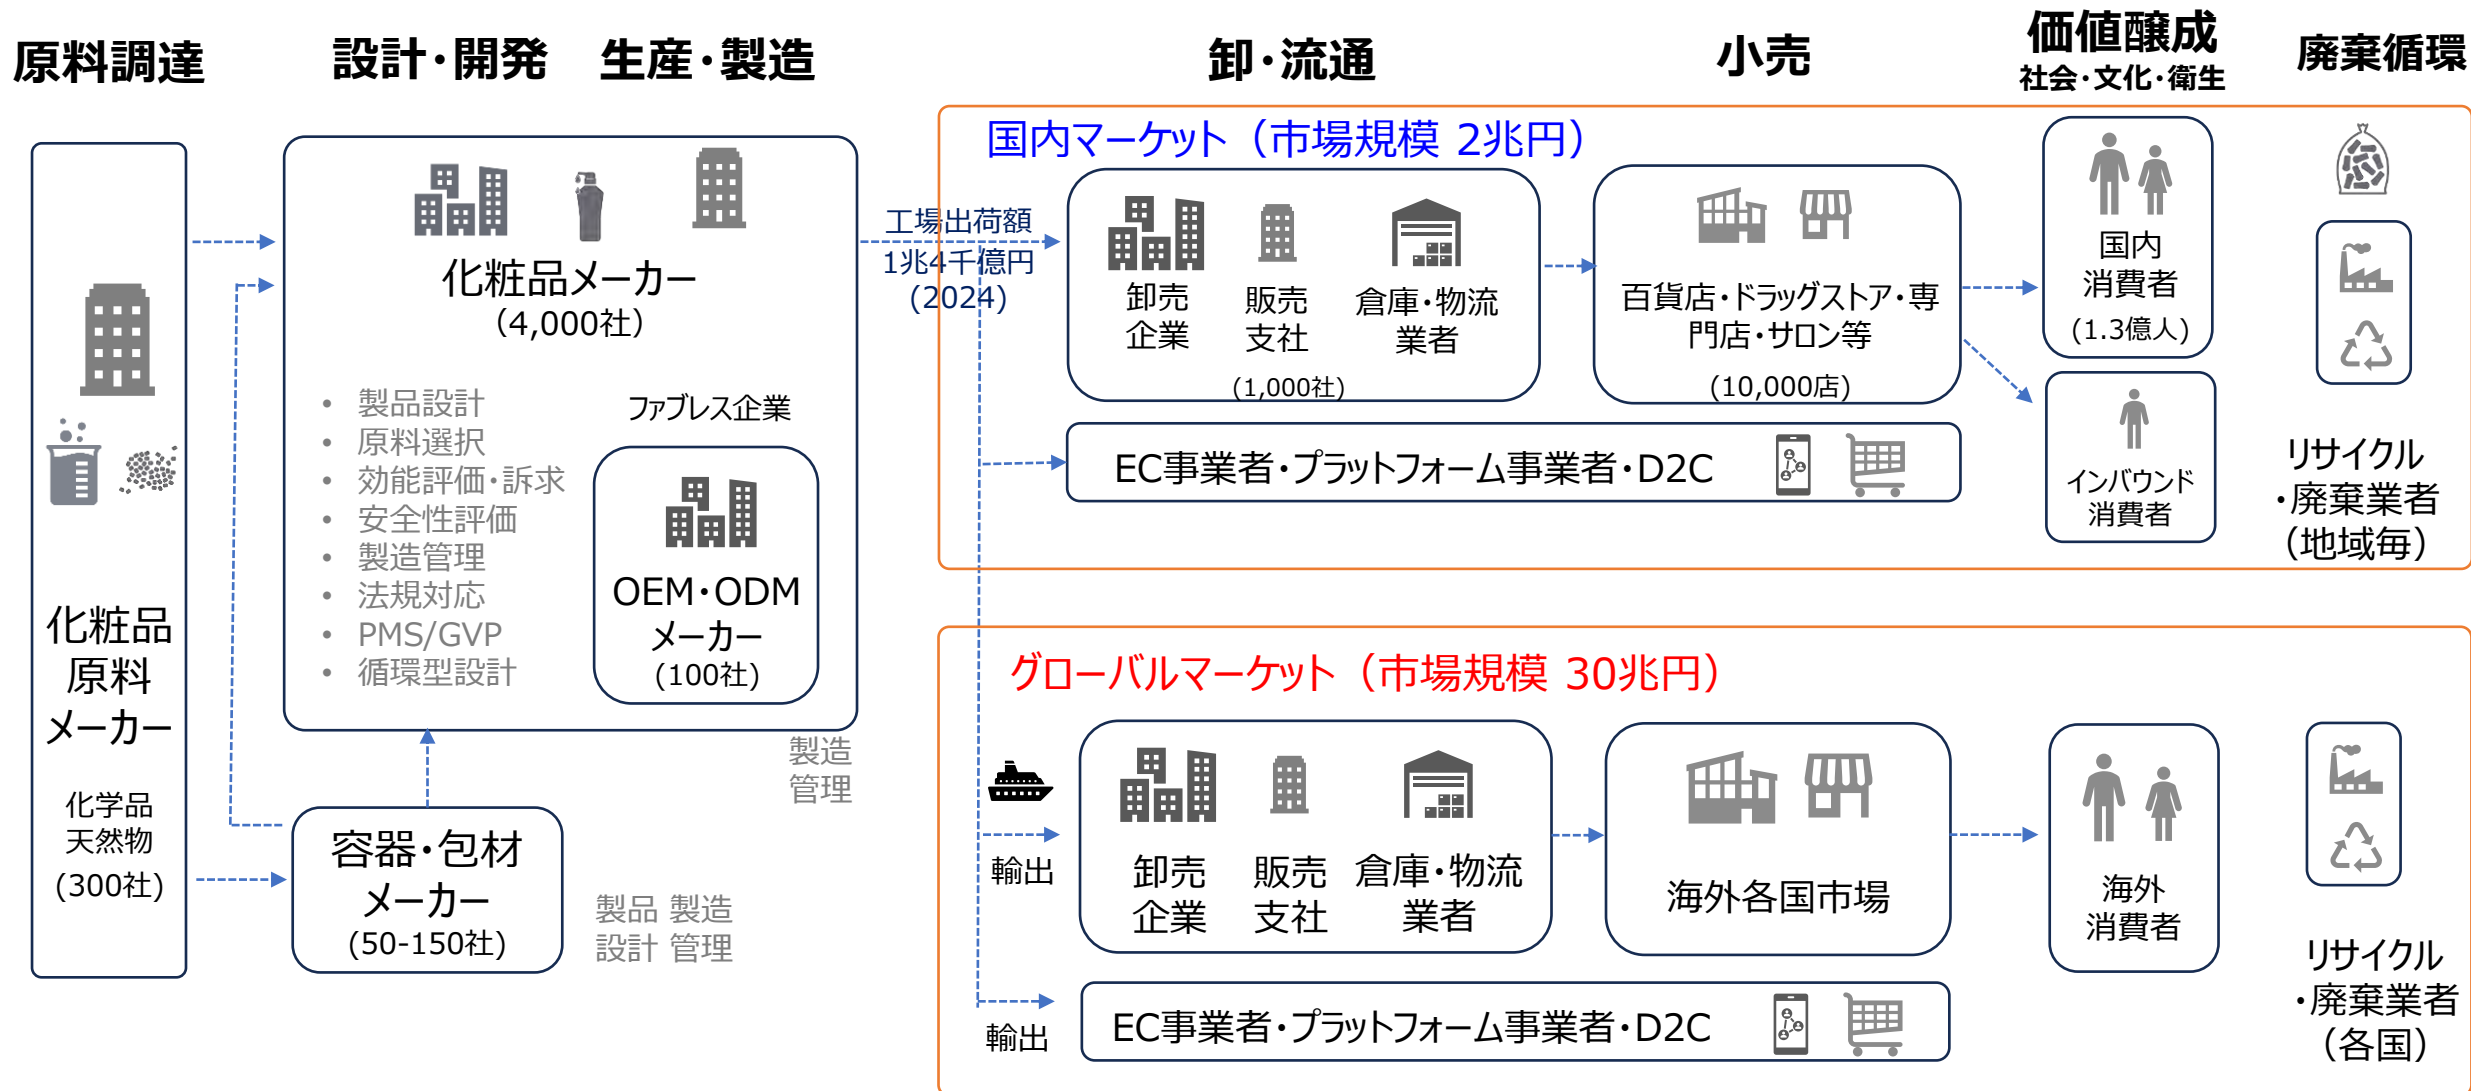 原料調達
設計・開発
生産・製造
卸・流通
小売
価値醸成
社会・文化・衛生
廃棄循環
化粧品
原料
メーカー
化学品
天然物
(300社)
化粧品メーカー
（4,000社）
• 製品設計
• 原料選択
• 効能評価・訴求
• 安全性評価
• 製造管理
• 法規対応
• PMS/GVP
• 循環型設計
ファブレス企業
OEM・ODM
メーカー
(100社)
製造
管理
容器・包材
メーカー
(50-150社)
製品 製造
設計 管理
工場出荷額
1兆4千億円
(2024)
国内マーケット（市場規模 2兆円）
卸売
企業
販売
支社
倉庫・物流
業者
(1,000社)
百貨店・ドラッグストア・専
門店・サロン等
(10,000店)
EC事業者・プラットフォーム事業者・D2C
国内
消費者
(1.3億人)
インバウンド
消費者
リサイクル
・廃棄業者
（地域毎）
グローバルマーケット（市場規模 30兆円）
輸出
卸売
企業
販売
支社
倉庫・物流
業者
海外各国市場
輸出
EC事業者・プラットフォーム事業者・D2C
海外
消費者
リサイクル
・廃棄業者
（各国）